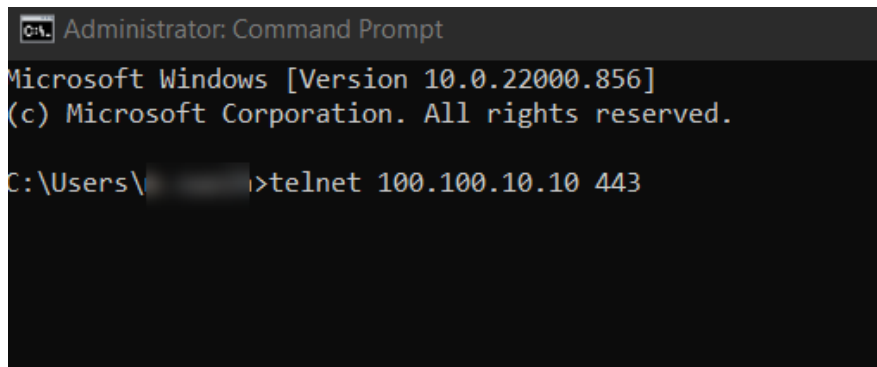 Administrator: Command Prompt
Microsoft Windows [Version 10.0.22000.856]
(c) Microsoft Corporation. All rights reserved.
C:\Users\ >telnet 100.100.10.10 443